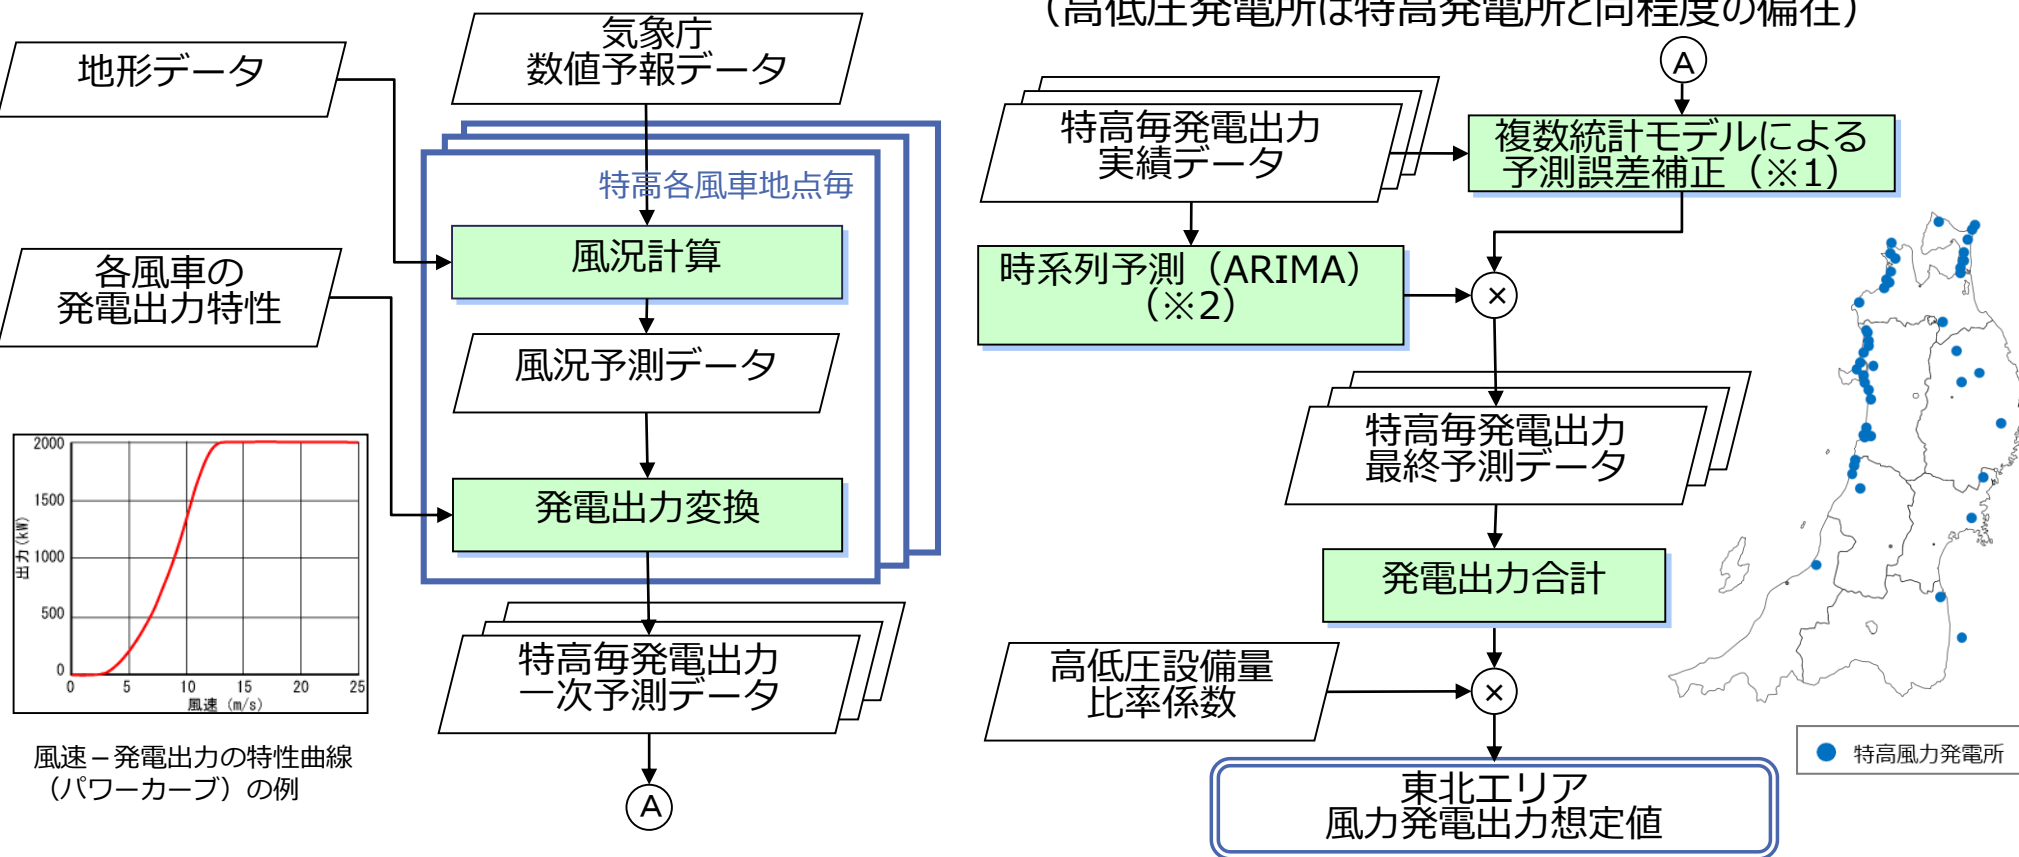 地形データ
気象庁
数値予報データ
特高各風車地点毎
風況計算
各風車の
発電出力特性
風況予測データ
発電出力変換
2000
1500
1000
500
0
出力(kW)
0 5 10 15 20 25
風速 (m/s)
風速－発電出力の特性曲線
（パワーカーブ）の例
特高毎発電出力
一次予測データ
A
（高低圧発電所は特高発電所と同程度の偏在）
A
特高毎発電出力
実績データ
複数統計モデルによる
予測誤差補正（※1）
時系列予測（ARIMA）
（※2）
×
特高毎発電出力
最終予測データ
発電出力合計
高低圧設備量
比率係数
×
東北エリア
風力発電出力想定値
特高風力発電所